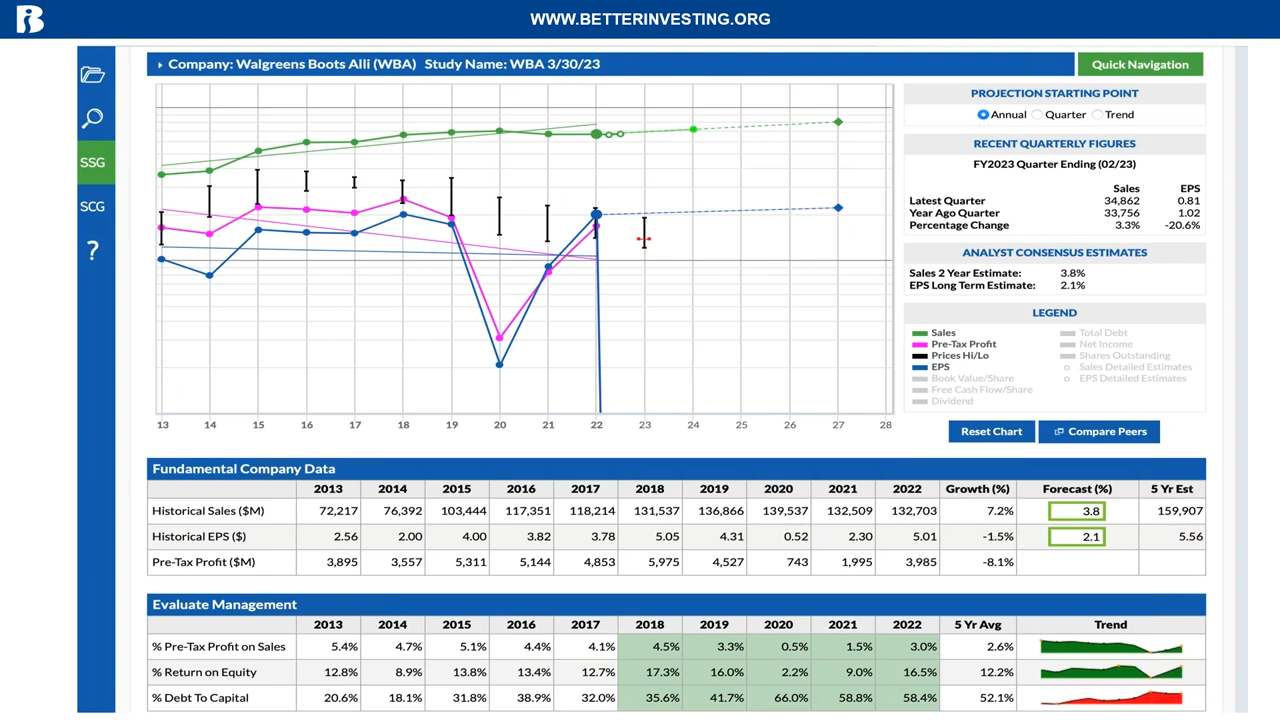 WWW.BETTERINVESTING.ORG
Company: Walgreens Boots Alli (WBA) Study Name: WBA 3/30/23
Quick Navigation
SSG
SCG
?
13 14 15 16 17 18 19 20 21 22 23 24 25 26 27 28
PROJECTION STARTING POINT
Annual Quarter Trend
RECENT QUARTERLY FIGURES
FY2023 Quarter Ending (02/23)
Sales EPS
Latest Quarter 34,862 0.81
Year Ago Quarter 33,756 1.02
Percentage Change 3.3% -20.6%
ANALYST CONSENSUS ESTIMATES
Sales 2 Year Estimate: 3.8%
EPS Long Term Estimate: 2.1%
LEGEND
Sales Total Debt
Pre-Tax Profit Net Income
Prices Hi/Lo Shares Outstanding
EPS Sales Detailed Estimates
Book Value/Share EPS Detailed Estimates
Free Cash Flow/Share
Dividend
Reset Chart Compare Peers
Fundamental Company Data
2013 2014 2015 2016 2017 2018 2019 2020 2021 2022 Growth (%) Forecast (%) 5 Yr Est
Historical Sales ($M) 72,217 76,392 103,444 117,351 118,214 131,537 136,866 139,537 132,509 132,703 7.2% 3.8 159,907
Historical EPS ($) 2.56 2.00 4.00 3.82 3.78 5.05 4.31 0.52 2.30 5.01 -1.5% 2.1 5.56
Pre-Tax Profit ($M) 3,895 3,557 5,311 5,144 4,853 5,975 4,527 743 1,995 3,985 -8.1%
Evaluate Management
2013 2014 2015 2016 2017 2018 2019 2020 2021 2022 5 Yr Avg Trend
% Pre-Tax Profit on Sales 5.4% 4.7% 5.1% 4.4% 4.1% 4.5% 3.3% 0.5% 1.5% 3.0% 2.6%
% Return on Equity 12.8% 8.9% 13.8% 13.4% 12.7% 17.3% 16.0% 2.2% 9.0% 16.5% 12.2%
% Debt To Capital 20.6% 18.1% 31.8% 38.9% 32.0% 35.6% 41.7% 66.0% 58.8% 58.4% 52.1%